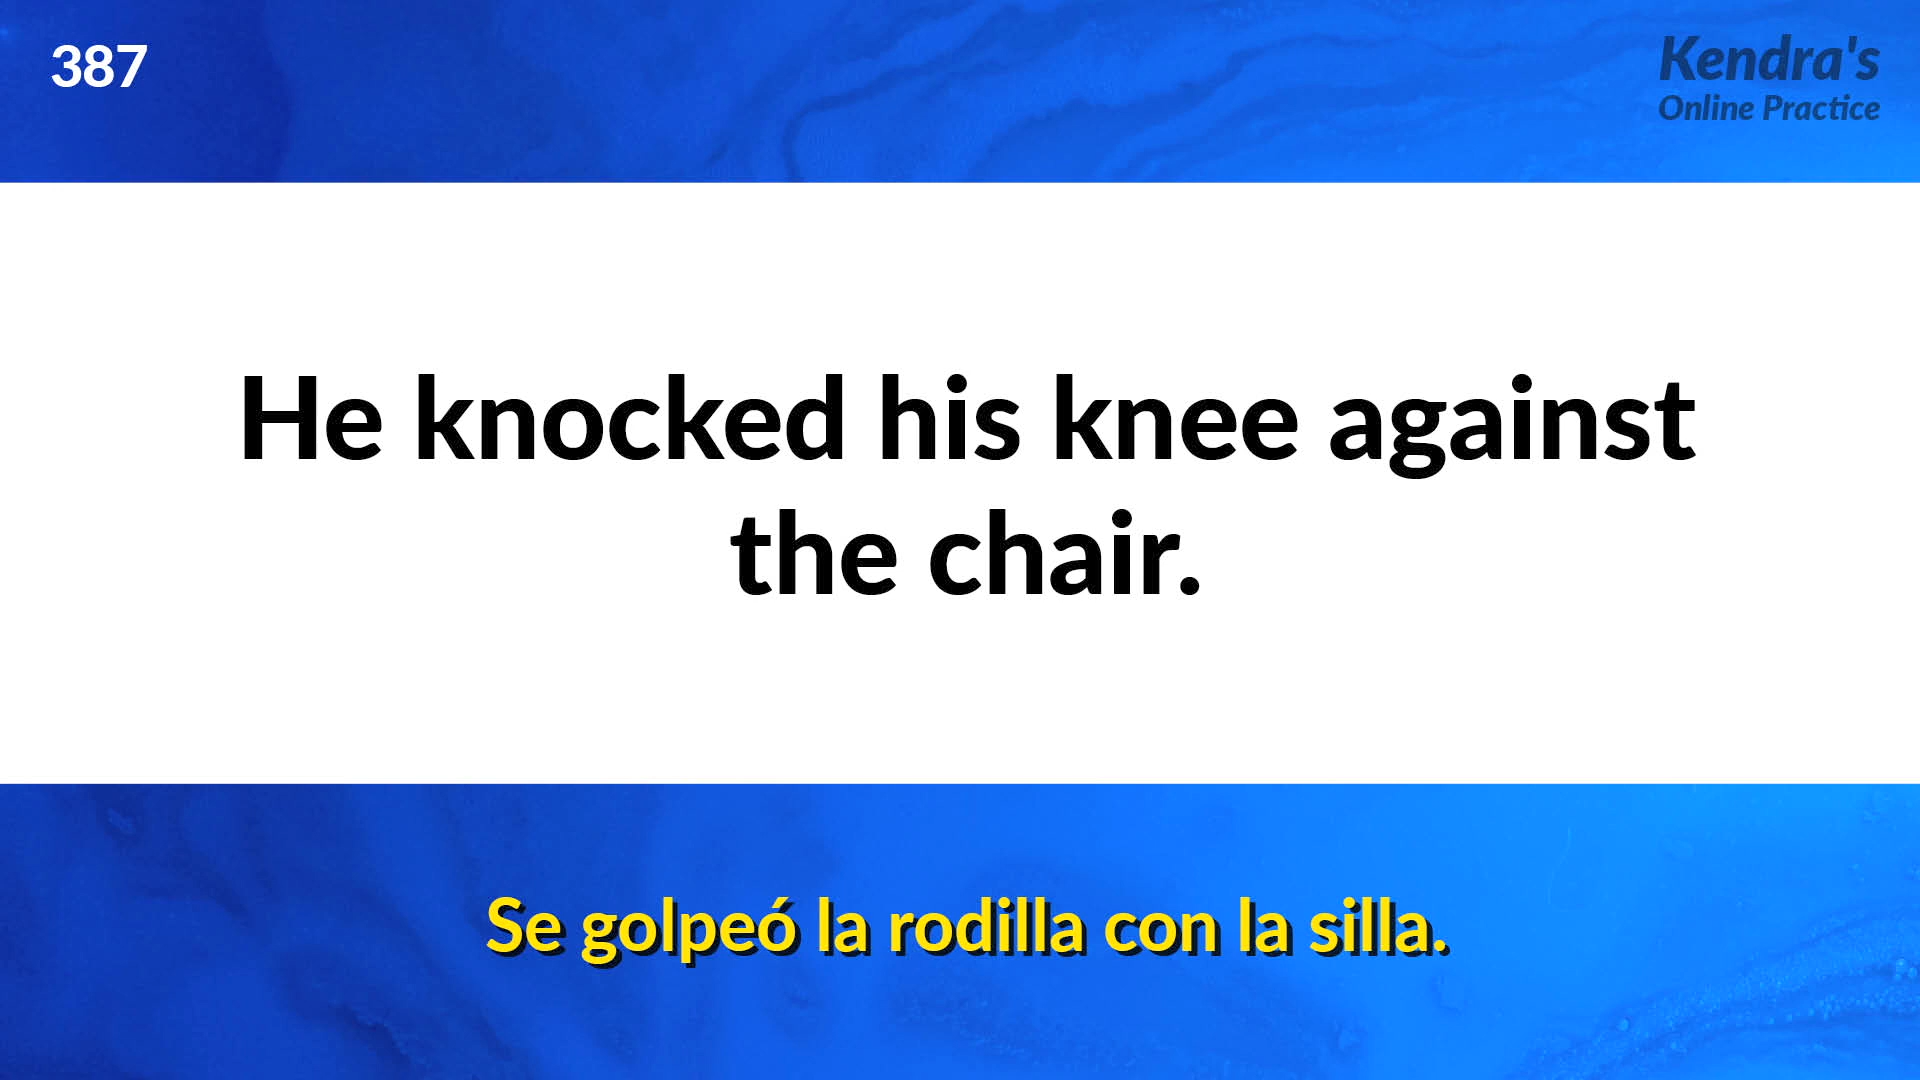 387
Kendra's
Online Practice
He knocked his knee against
the chair.
Se golpeó la rodilla con la silla.